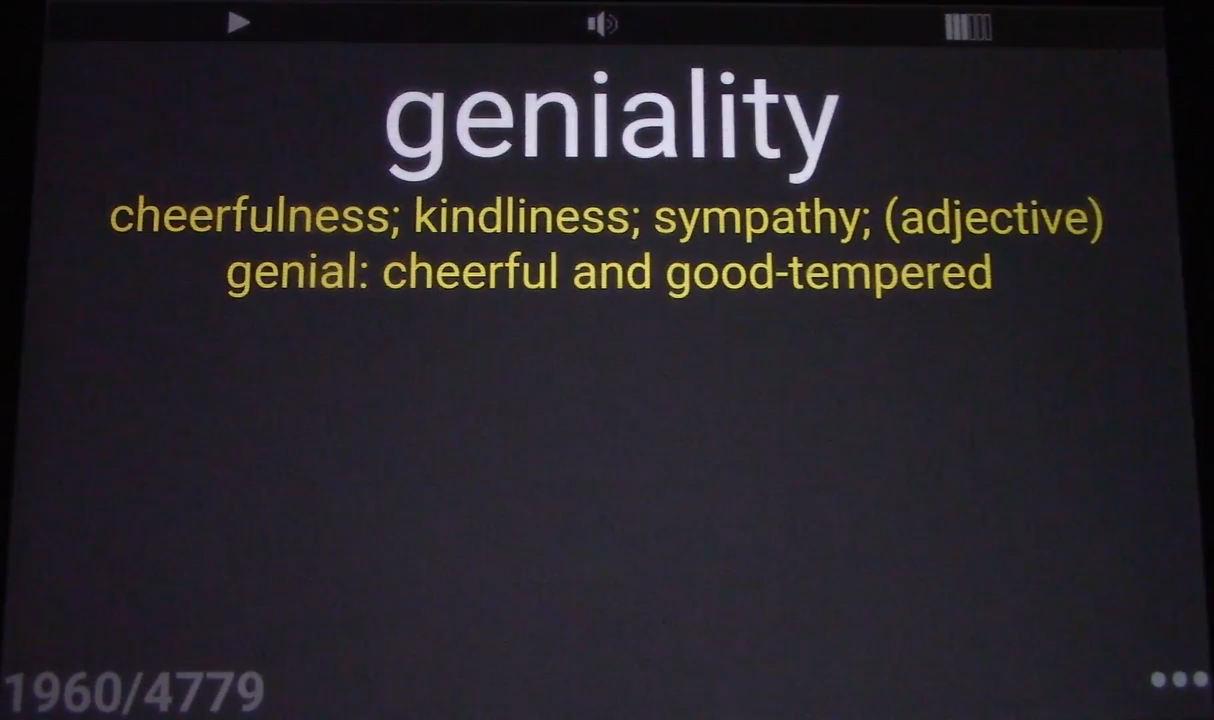 geniality
cheerfulness; kindliness; sympathy; (adjective)
genial: cheerful and good-tempered
1960/4779